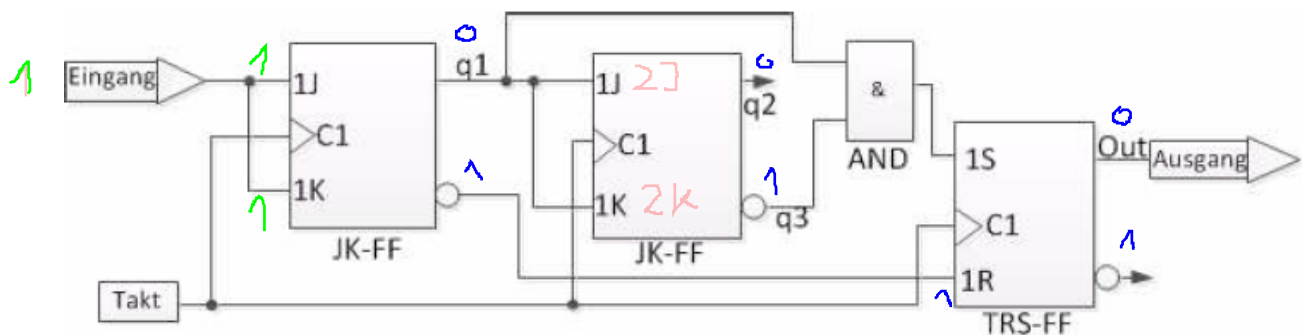 0
1
1
Eingang
1J
q1
1J
2J
0
q2
&
C1
C1
AND
0
1S
Out
Ausgang
1K
1
1
1K
2K
1
q3
C1
1
JK-FF
JK-FF
Takt
1
1R
TRS-FF